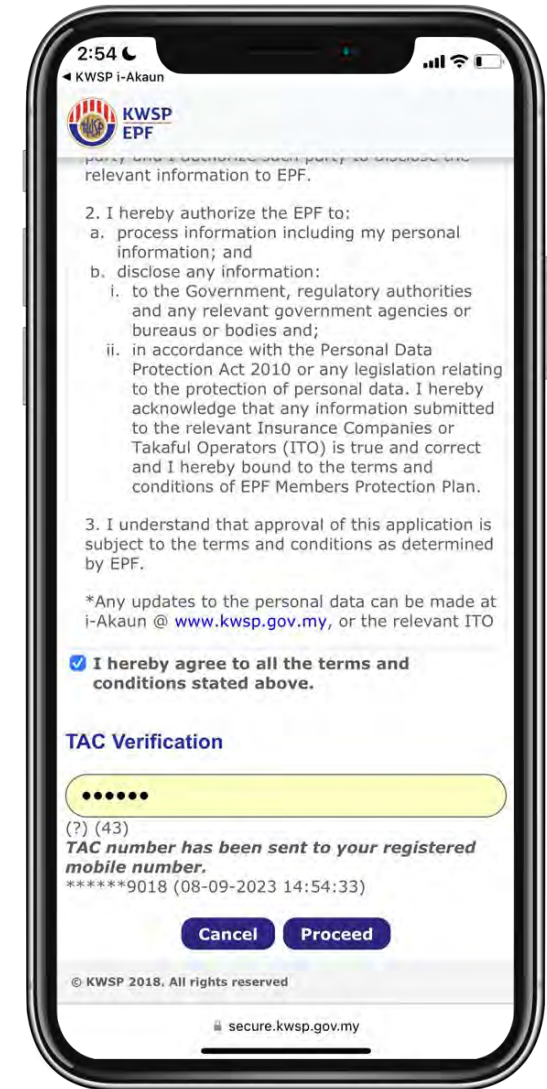 2:54
◀ KWSP i-Akaun
KWSP
EPF
party and I authorize such party to disclose the
relevant information to EPF.
2. I hereby authorize the EPF to:
a. process information including my personal
information; and
b. disclose any information:
i. to the Government, regulatory authorities
and any relevant government agencies or
bureaus or bodies and;
ii. in accordance with the Personal Data
Protection Act 2010 or any legislation relating
to the protection of personal data. I hereby
acknowledge that any information submitted
to the relevant Insurance Companies or
Takaful Operators (ITO) is true and correct
and I hereby bound to the terms and
conditions of EPF Members Protection Plan.
3. I understand that approval of this application is
subject to the terms and conditions as determined
by EPF.
*Any updates to the personal data can be made at
i-Akaun @ www.kwsp.gov.my, or the relevant ITO
I hereby agree to all the terms and
conditions stated above.
TAC Verification
••••••
(?) (43)
TAC number has been sent to your registered
mobile number.
******9018 (08-09-2023 14:54:33)
Cancel Proceed
© KWSP 2018. All rights reserved
secure.kwsp.gov.my